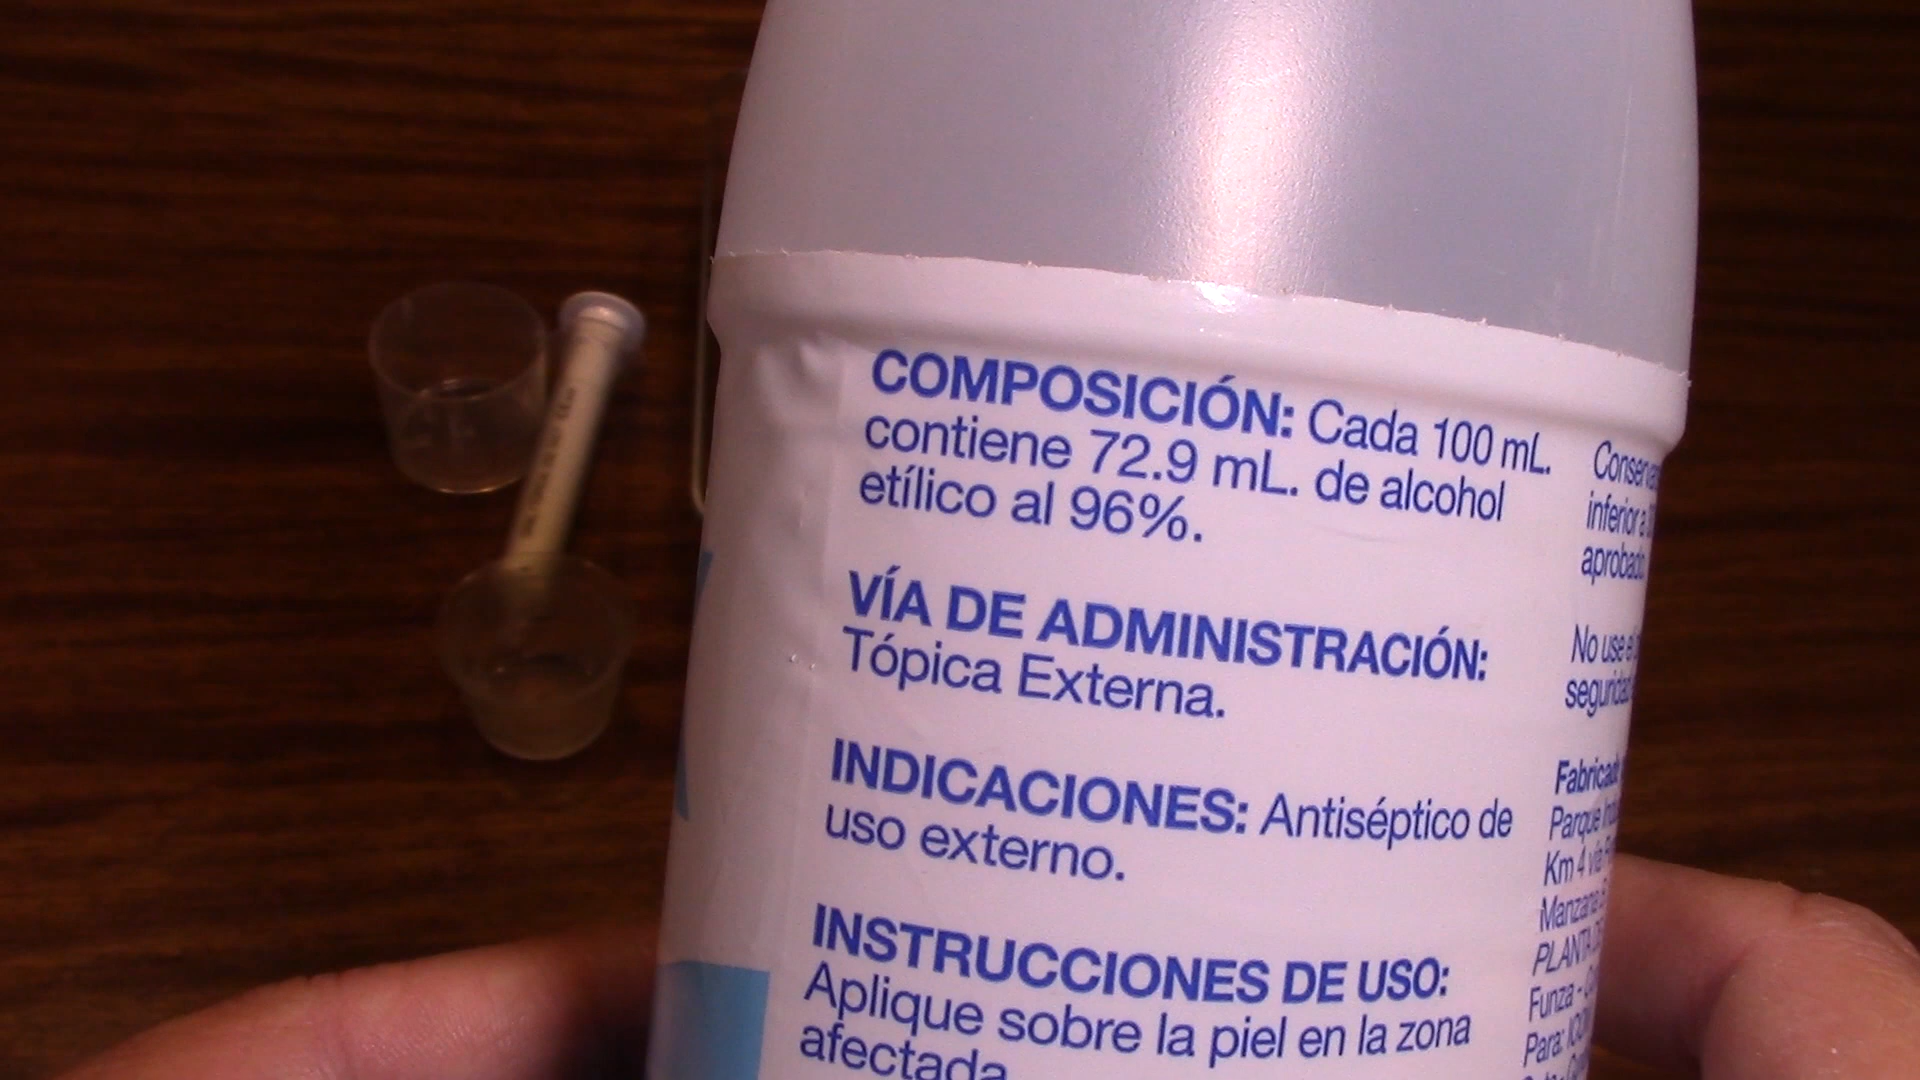 COMPOSICIÓN: Cada 100 mL.
contiene 72.9 mL. de alcohol
etílico al 96%.
VÍA DE ADMINISTRACIÓN:
Tópica Externa.
INDICACIONES: Antiséptico de
uso externo.
INSTRUCCIONES DE USO:
Aplique sobre la piel en la zona
afectada
inferior a
No use
Km 4
Funza -
Para: